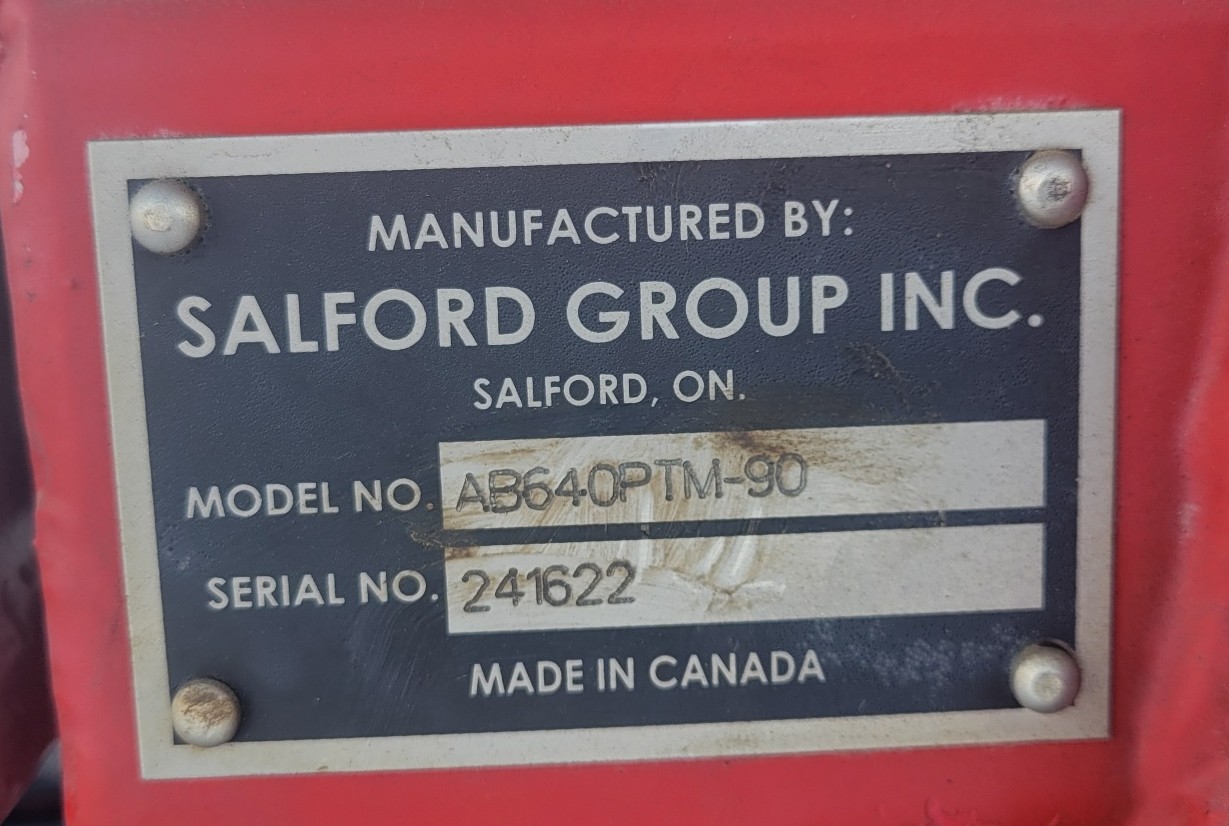 MANUFACTURED BY:
SALFORD GROUP INC.
SALFORD, ON.
MODEL NO. AB640PTM-90
SERIAL NO. 241622
MADE IN CANADA